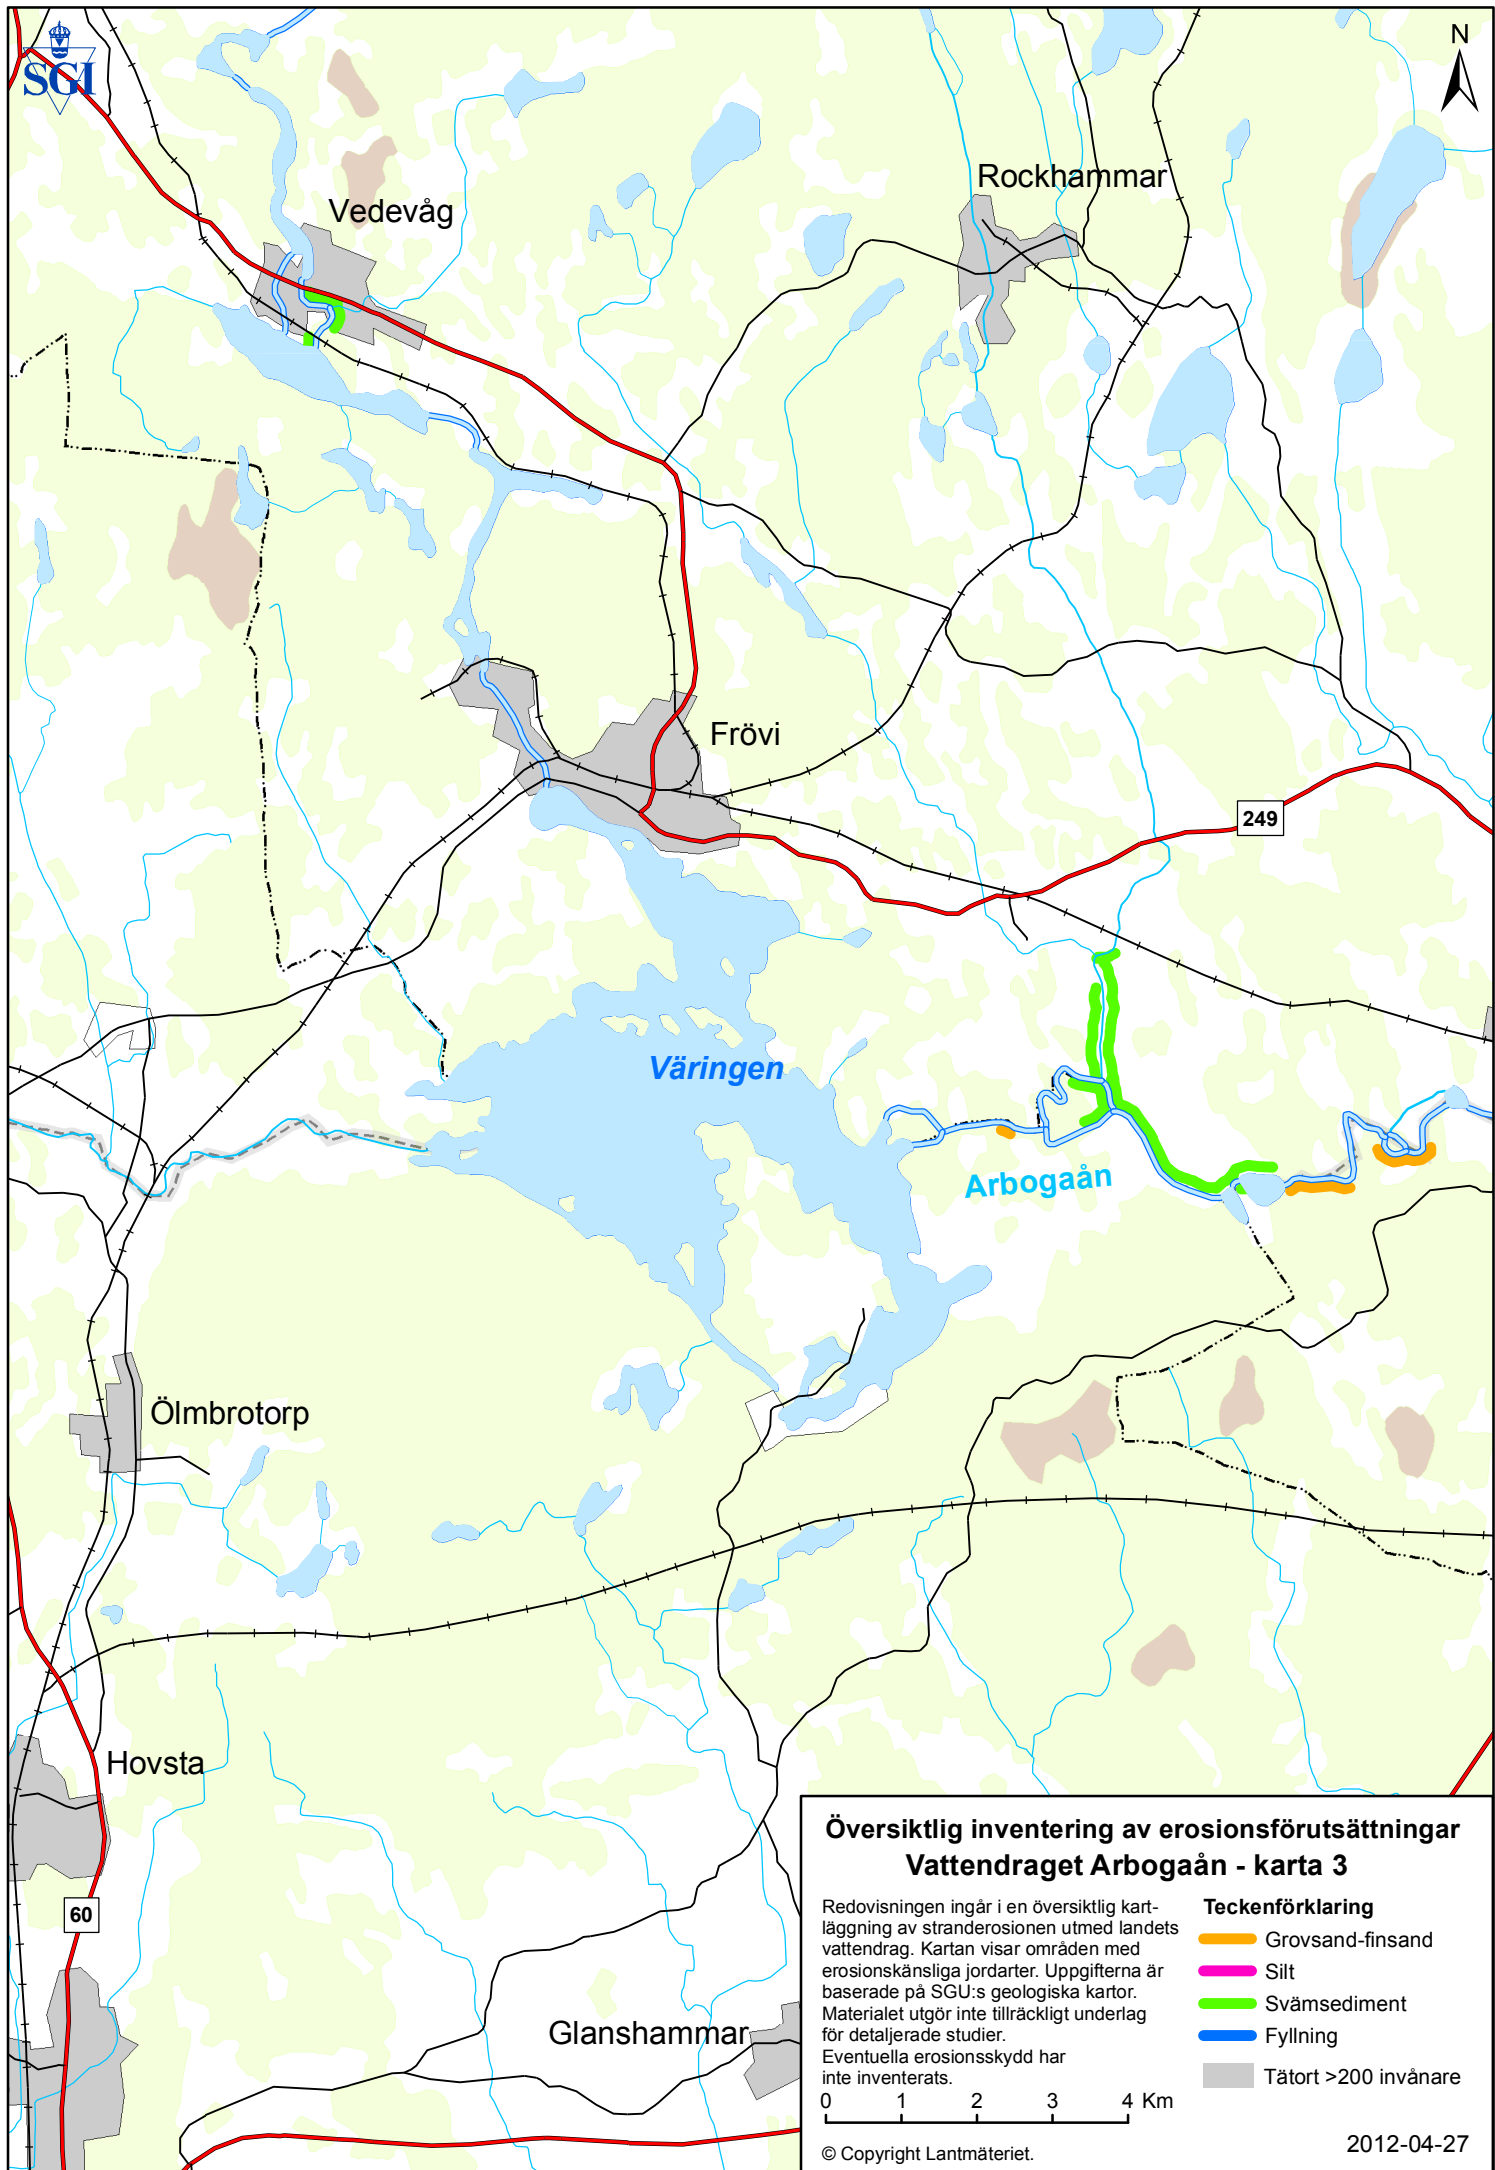 SGI
N
Rockhammar
Vedevåg
Frövi
249
Väringen
Arbogaån
Ölmbrotorp
Hovsta
60
Glanshammar
Översiktlig inventering av erosionsförutsättningar
Vattendraget Arbogaån - karta 3
Redovisningen ingår i en översiktlig kart-
läggning av stranderosionen utmed landets
vattendrag. Kartan visar områden med
erosionskänsliga jordarter. Uppgifterna är
baserade på SGU:s geologiska kartor.
Materialet utgör inte tillräckligt underlag
för detaljerade studier.
Eventuella erosionsskydd har
inte inventerats.
Teckenförklaring
Grovsand-finsand
Silt
Svämsediment
Fyllning
Tätort >200 invånare
0 1 2 3 4 Km
© Copyright Lantmäteriet.
2012-04-27